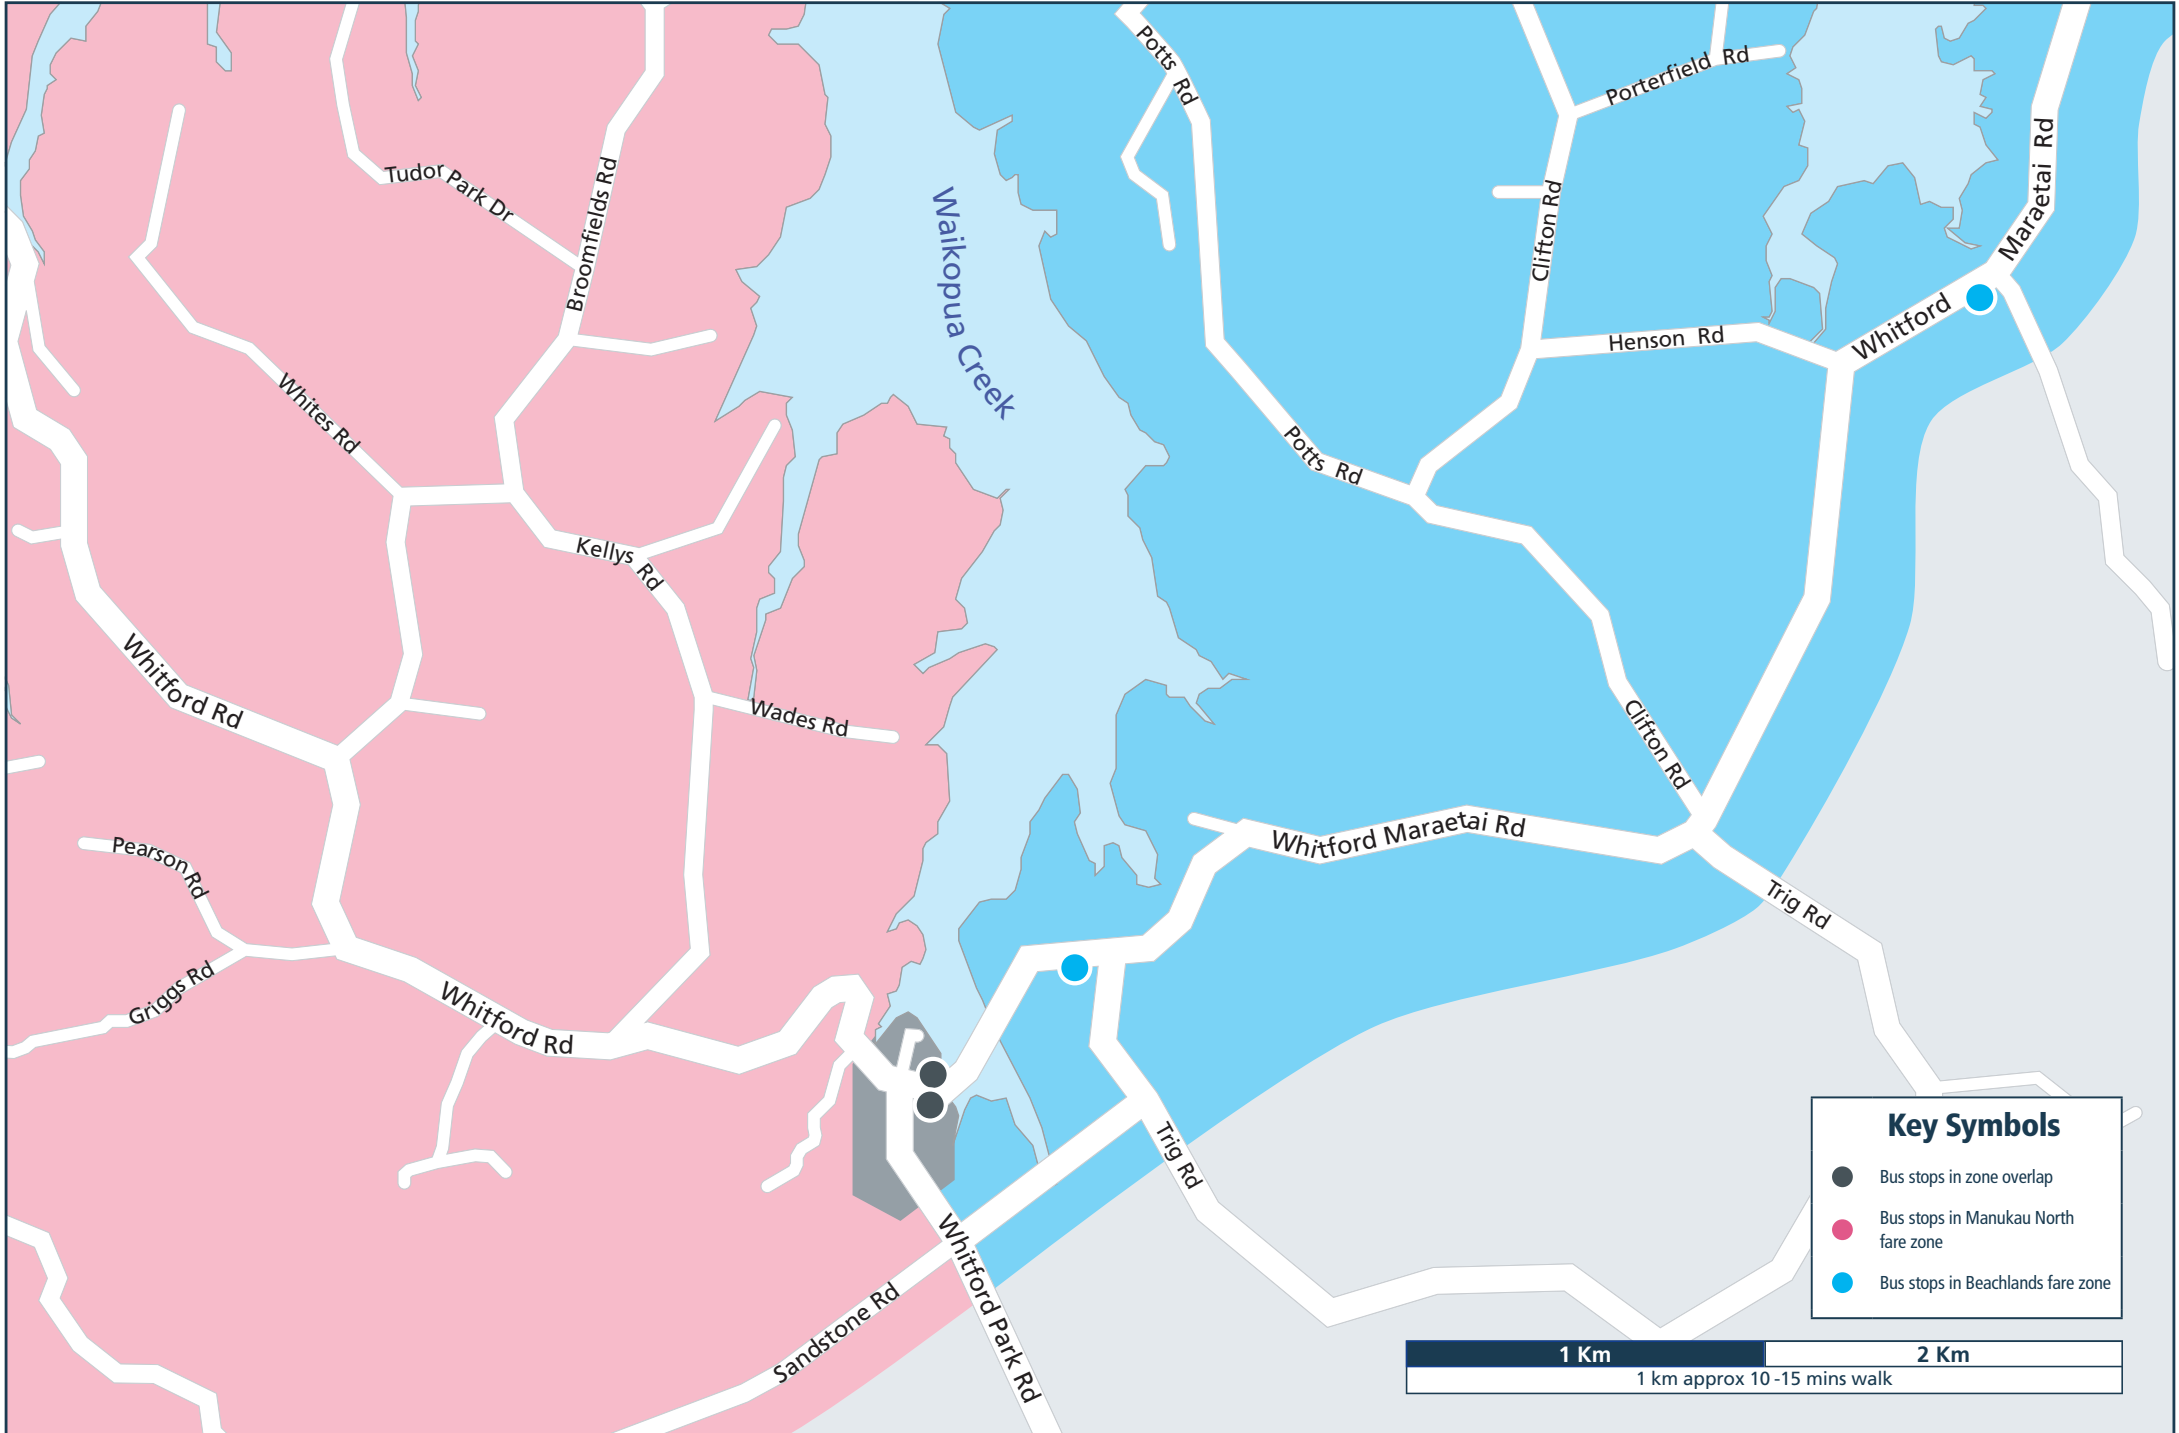 Potts Rd
Porterfield Rd
Maraetai Rd
Tudor Park Dr
Broomfields Rd
Waikopua Creek
Clifton Rd
Henson Rd
Whitford
Whites Rd
Potts Rd
Kellys Rd
Whitford Rd
Wades Rd
Clifton Rd
Whitford Maraetai Rd
Pearson Rd
Trig Rd
Griggs Rd
Whitford Rd
Trig Rd
Whitford Park Rd
Sandstone Rd
Key Symbols
Bus stops in zone overlap
Bus stops in Manukau North
fare zone
Bus stops in Beachlands fare zone
1 Km
2 Km
1 km approx 10 -15 mins walk